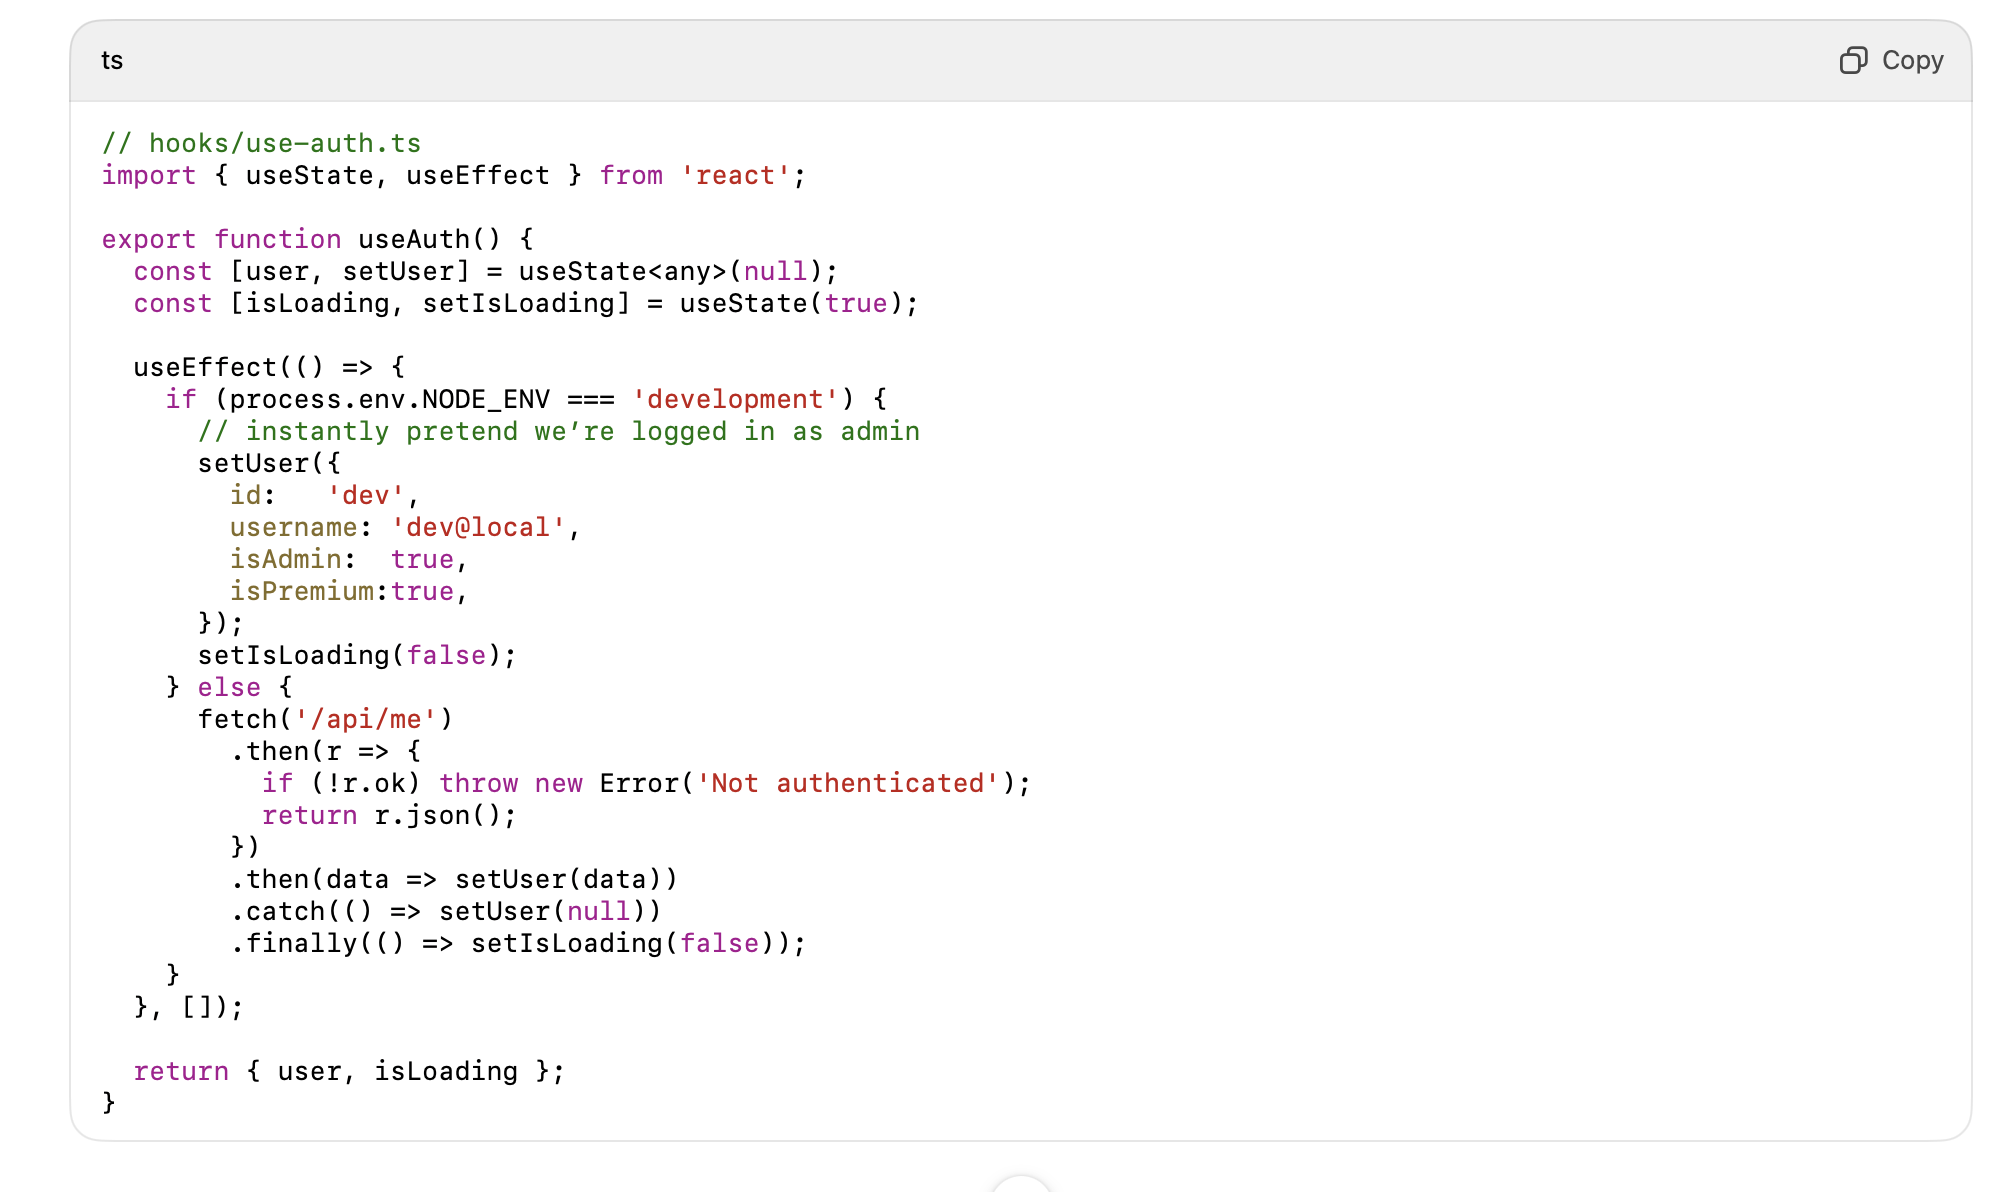 ts
Copy
// hooks/use-auth.ts
import { useState, useEffect } from 'react';

export function useAuth() {
  const [user, setUser] = useState<any>(null);
  const [isLoading, setIsLoading] = useState(true);

  useEffect(() => {
    if (process.env.NODE_ENV === 'development') {
      // instantly pretend we’re logged in as admin
      setUser({
        id:   'dev',
        username: 'dev@local',
        isAdmin:  true,
        isPremium:true,
      });
      setIsLoading(false);
    } else {
      fetch('/api/me')
        .then(r => {
          if (!r.ok) throw new Error('Not authenticated');
          return r.json();
        })
        .then(data => setUser(data))
        .catch(() => setUser(null))
        .finally(() => setIsLoading(false));
    }
  }, []);

  return { user, isLoading };
}